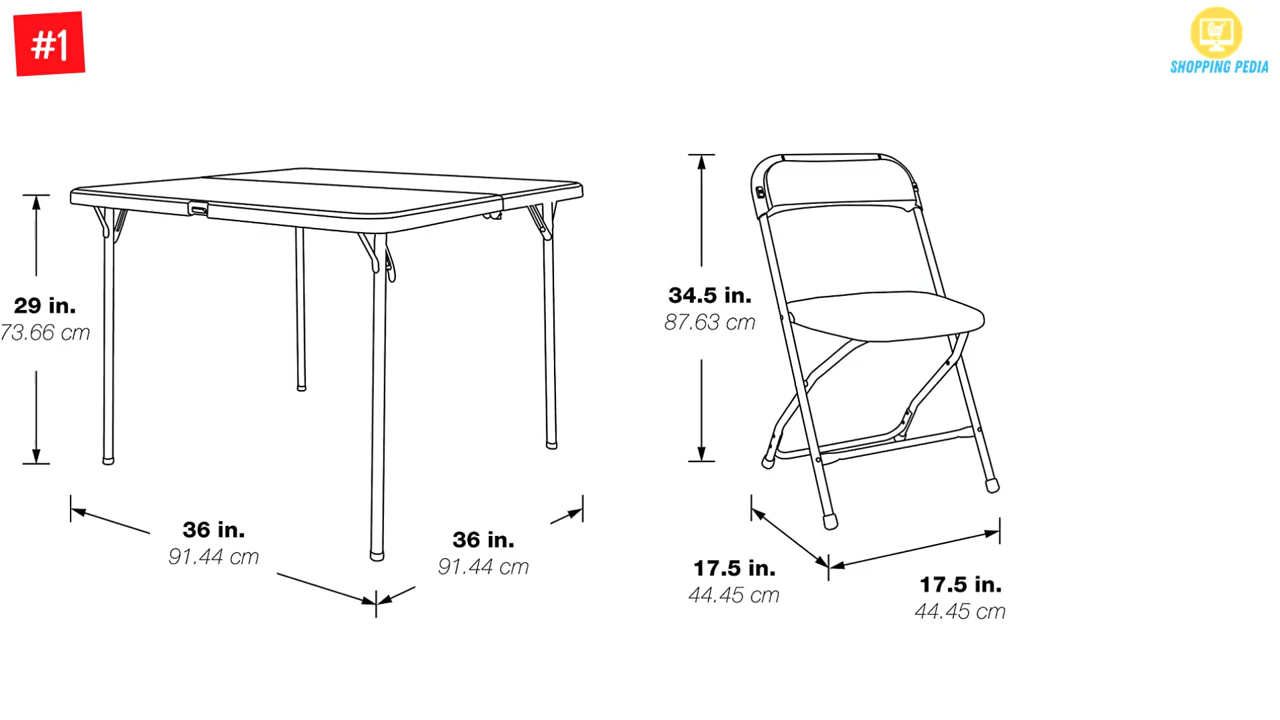 #1
SHOPPING PEDIA
29 in.
73.66 cm
36 in.
91.44 cm
36 in.
91.44 cm
34.5 in.
87.63 cm
17.5 in.
44.45 cm
17.5 in.
44.45 cm